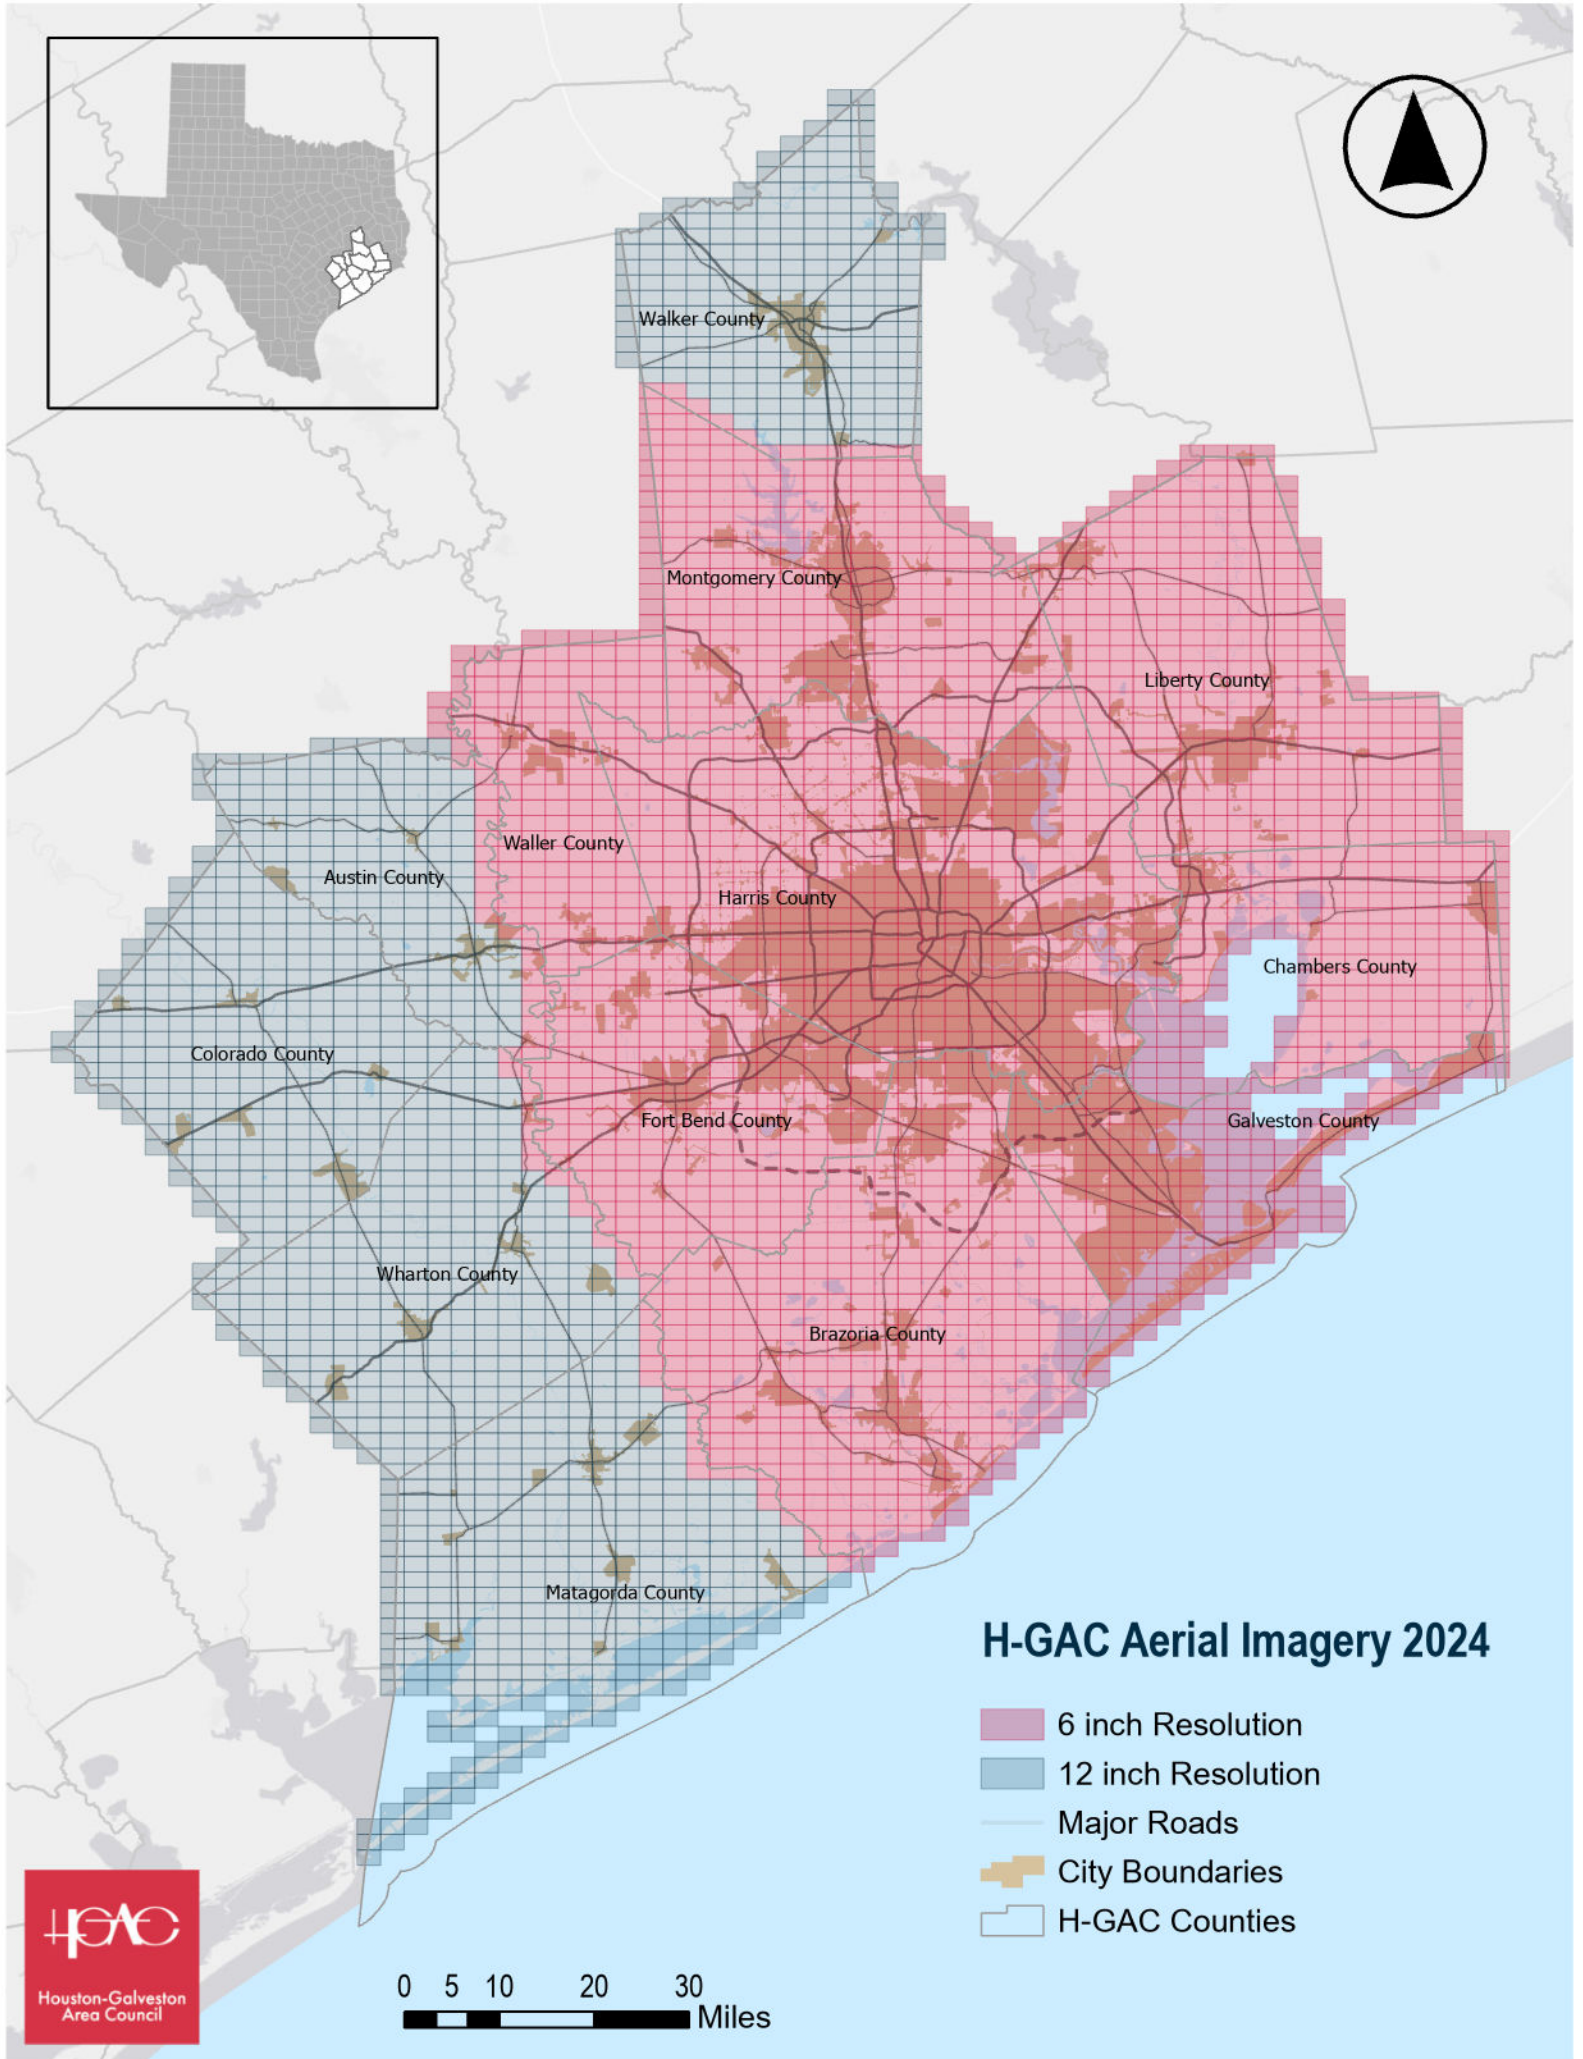 Walker County
Montgomery County
Liberty County
Waller County
Austin County
Harris County
Chambers County
Colorado County
Fort Bend County
Galveston County
Wharton County
Brazoria County
Matagorda County
H-GAC Aerial Imagery 2024
6 inch Resolution
12 inch Resolution
Major Roads
City Boundaries
H-GAC Counties
HGAC
Houston-Galveston
Area Council
0 5 10 20 30
Miles